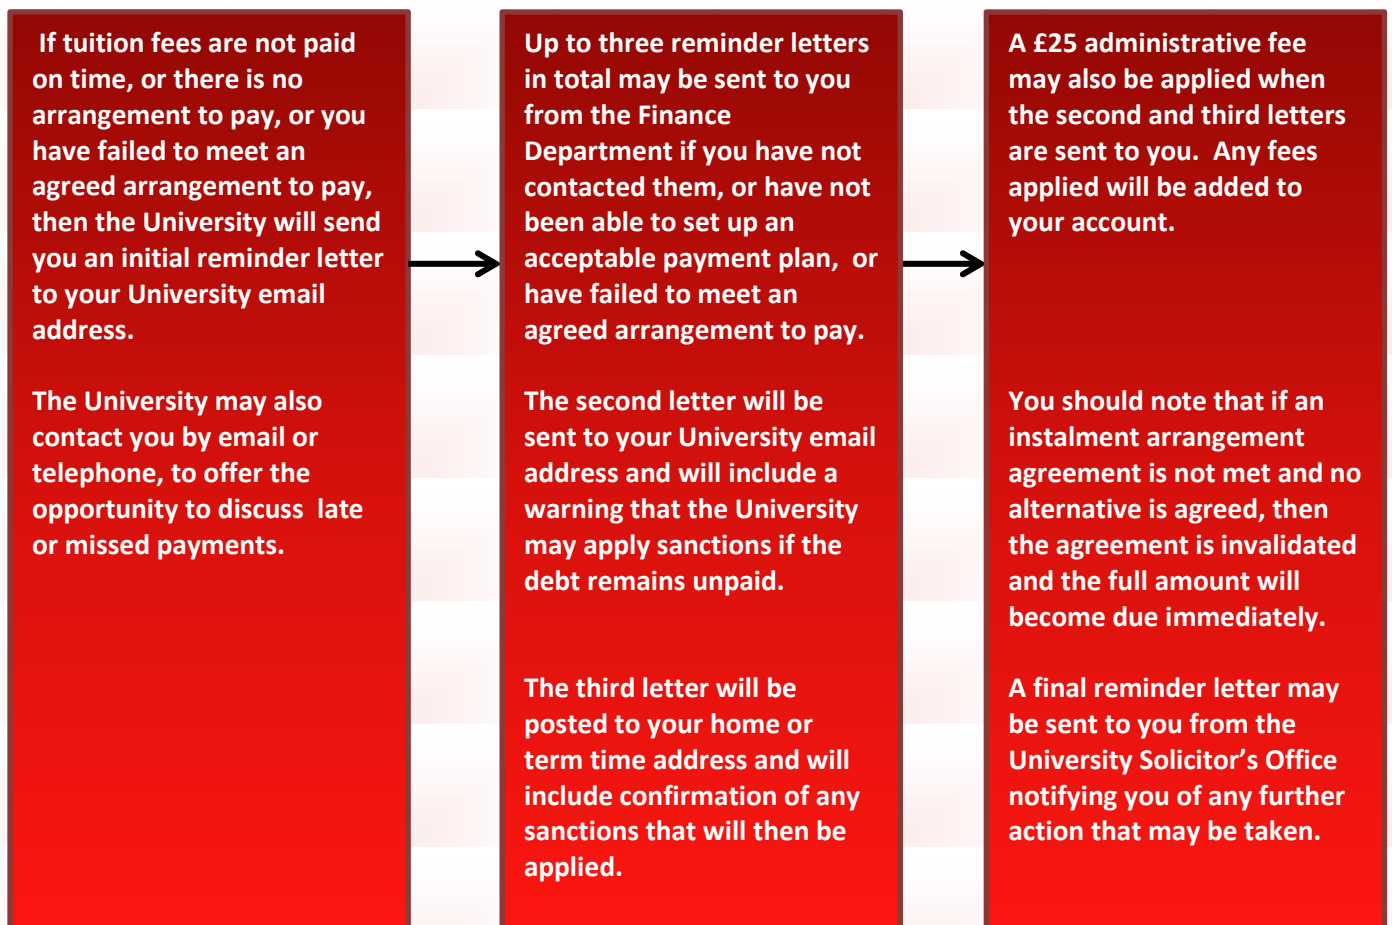 If tuition fees are not paid
on time, or there is no
arrangement to pay, or you
have failed to meet an
agreed arrangement to pay,
then the University will send
you an initial reminder letter
to your University email
address.
The University may also
contact you by email or
telephone, to offer the
opportunity to discuss  late
or missed payments.
Up to three reminder letters
in total may be sent to you
from the Finance
Department if you have not
contacted them, or have not
been able to set up an
acceptable payment plan,  or
have failed to meet an
agreed arrangement to pay.
The second letter will be
sent to your University email
address and will include a
warning that the University
may apply sanctions if the
debt remains unpaid.
The third letter will be
posted to your home or
term time address and will
include confirmation of any
sanctions that will then be
applied.
A £25 administrative fee
may also be applied when
the second and third letters
are sent to you.  Any fees
applied will be added to
your account.
You should note that if an
instalment arrangement
agreement is not met and no
alternative is agreed, then
the agreement is invalidated
and the full amount will
become due immediately.
A final reminder letter may
be sent to you from the
University Solicitor’s Office
notifying you of any further
action that may be taken.